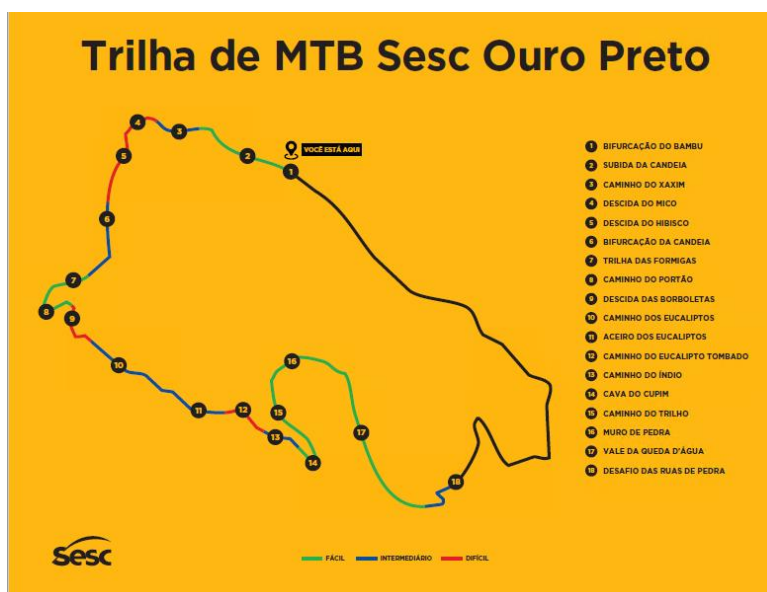 Trilha de MTB Sesc Ouro Preto
4
3
5
2
VOCÊ ESTÁ AQUI
1
6
7
8
9
10
11
12
13
14
15
16
17
18
1 BIFURCAÇÃO DO BAMBU
2 SUBIDA DA CANDEIA
3 CAMINHO DO XAXIM
4 DESCIDA DO MICO
5 DESCIDA DO HIBISCO
6 BIFURCAÇÃO DA CANDEIA
7 TRILHA DAS FORMIGAS
8 CAMINHO DO PORTÃO
9 DESCIDA DAS BORBOLETAS
10 CAMINHO DOS EUCALIPTOS
11 ACEIRO DOS EUCALIPTOS
12 CAMINHO DO EUCALIPTO TOMBADO
13 CAMINHO DO ÍNDIO
14 CAVA DO CUPIM
15 CAMINHO DO TRILHO
16 MURO DE PEDRA
17 VALE DA QUEDA D'ÁGUA
18 DESAFIO DAS RUAS DE PEDRA
Sesc
FÁCIL INTERMEDIÁRIO DIFÍCIL